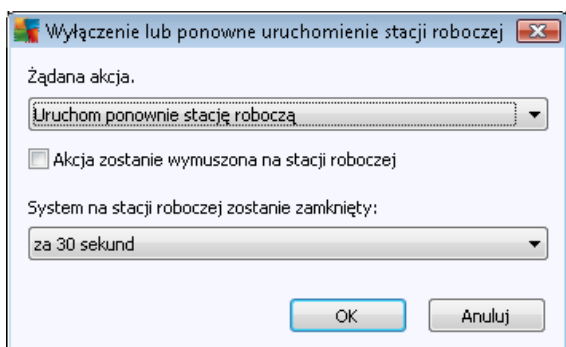 Wyłączenie lub ponowne uruchomienie stacji roboczej
Żądana akcja.
Uruchom ponownie stację roboczą
Akcja zostanie wymuszona na stacji roboczej
System na stacji roboczej zostanie zamknięty:
za 30 sekund
OK Anuluj